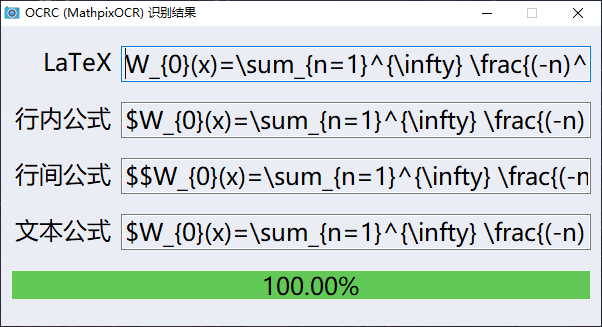 OCRC (MathpixOCR) 识别结果
LaTeX W_{0}(x)=\sum_{n=1}^{\infty} \frac{(-n)^
行内公式 $W_{0}(x)=\sum_{n=1}^{\infty} \frac{(-n)
行间公式 $$W_{0}(x)=\sum_{n=1}^{\infty} \frac{(-n
文本公式 $W_{0}(x)=\sum_{n=1}^{\infty} \frac{(-n)
100.00%